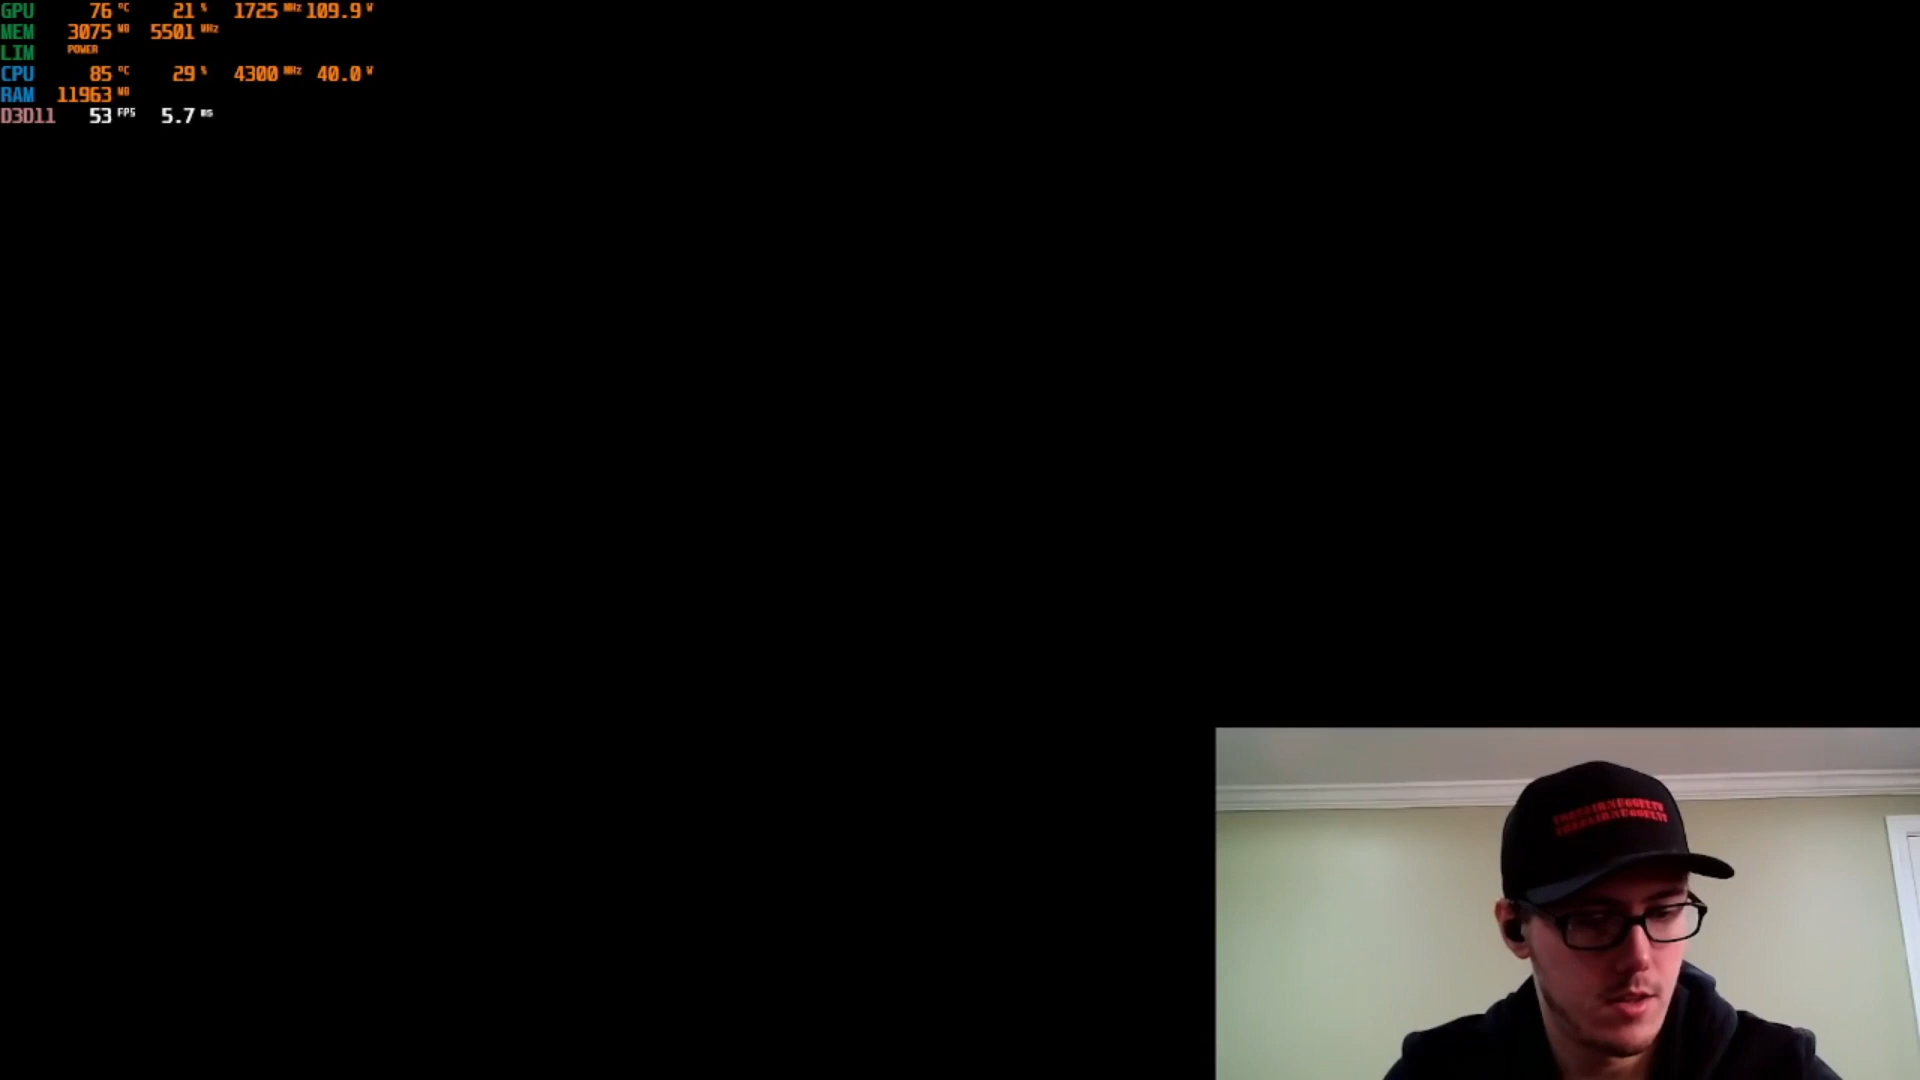 GPU 76 °C 21 % 1725 MHz 109.9 W
MEM 3075 MB 5501 MHz
LIM POWER
CPU 85 °C 29 % 4300 MHz 40.0 W
RAM 11963 MB
D3D11 53 FPS 5.7 ms